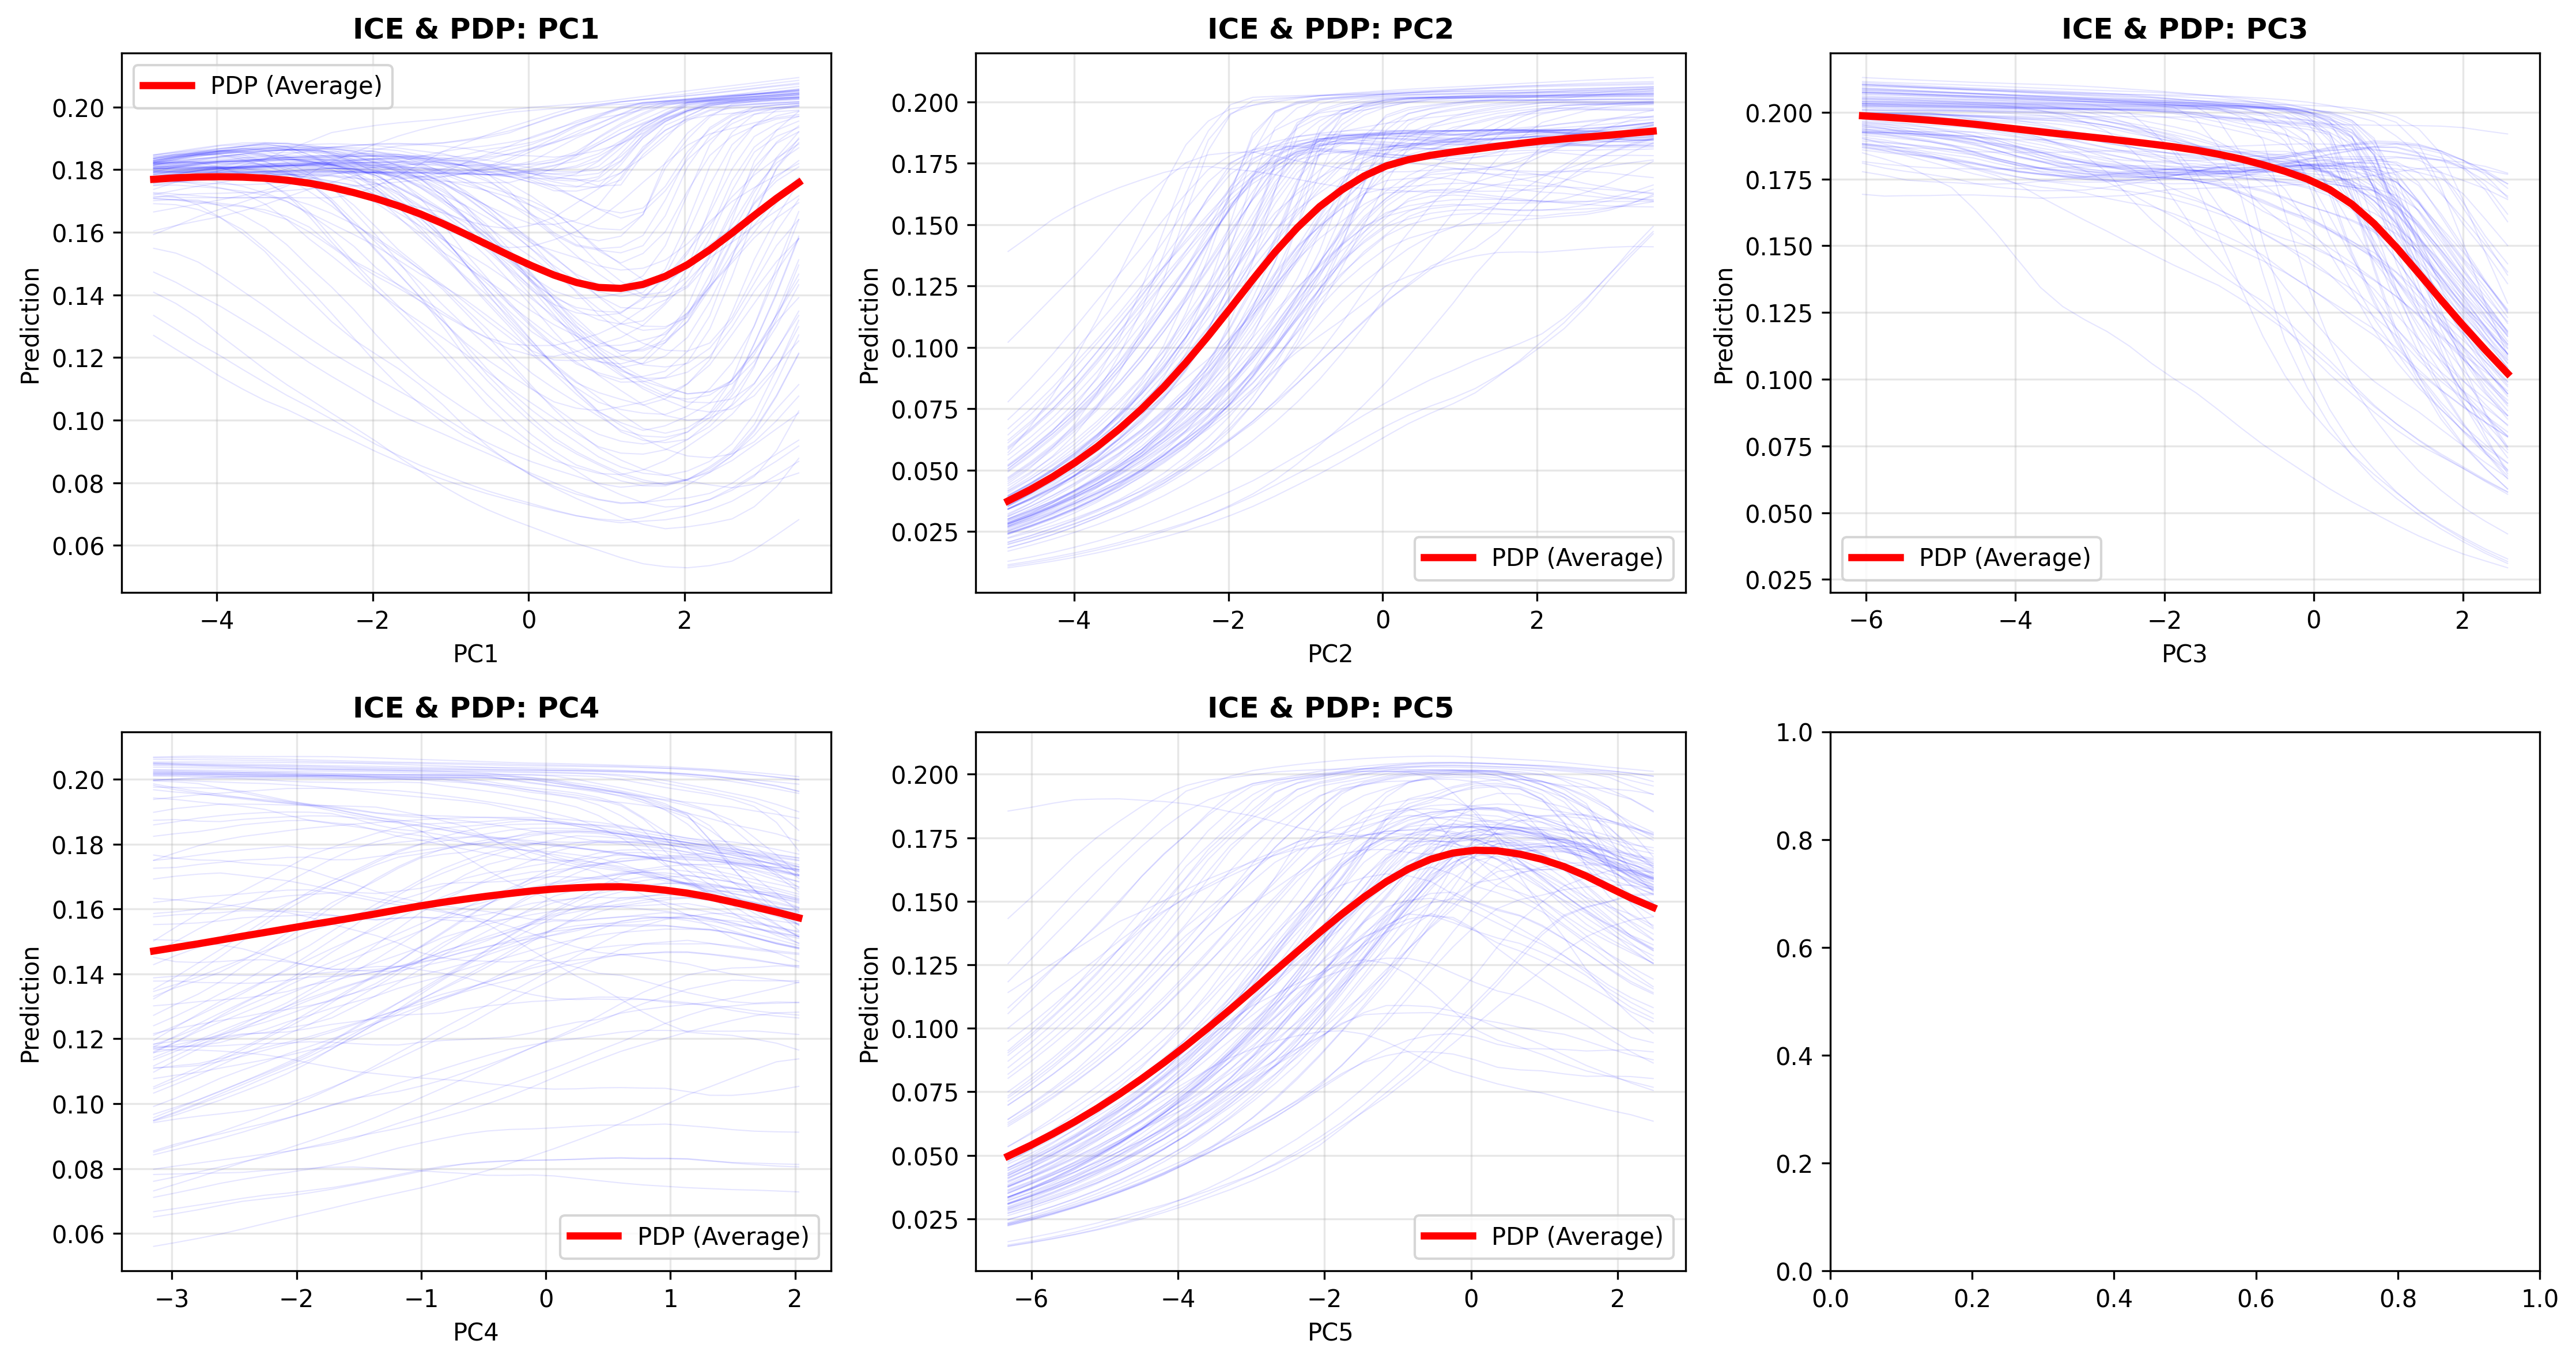 ICE & PDP: PC1
PDP (Average)
0.20
0.18
0.16
0.14
0.12
0.10
0.08
0.06
Prediction
−4 −2 0 2
PC1
ICE & PDP: PC2
0.200
0.175
0.150
0.125
0.100
0.075
0.050
0.025
Prediction
PDP (Average)
−4 −2 0 2
PC2
ICE & PDP: PC3
0.200
0.175
0.150
0.125
0.100
0.075
0.050
0.025
Prediction
PDP (Average)
−6 −4 −2 0 2
PC3
ICE & PDP: PC4
0.20
0.18
0.16
0.14
0.12
0.10
0.08
0.06
Prediction
PDP (Average)
−3 −2 −1 0 1 2
PC4
ICE & PDP: PC5
0.200
0.175
0.150
0.125
0.100
0.075
0.050
0.025
Prediction
PDP (Average)
−6 −4 −2 0 2
PC5
1.0
0.8
0.6
0.4
0.2
0.0
0.0 0.2 0.4 0.6 0.8 1.0